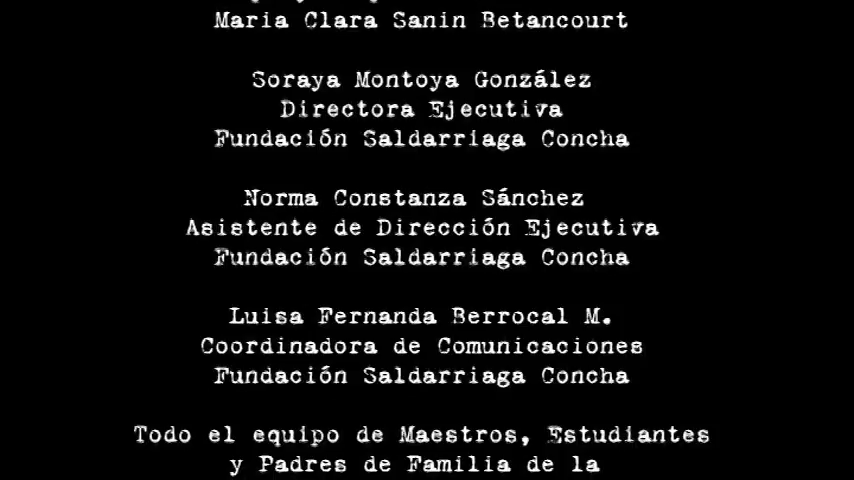 Maria Clara Sanin Betancourt
Soraya Montoya González
Directora Ejecutiva
Fundación Saldarriaga Concha
Norma Constanza Sánchez
Asistente de Dirección Ejecutiva
Fundación Saldarriaga Concha
Luisa Fernanda Berrocal M.
Coordinadora de Comunicaciones
Fundación Saldarriaga Concha
Todo el equipo de Maestros, Estudiantes
y Padres de Familia de la